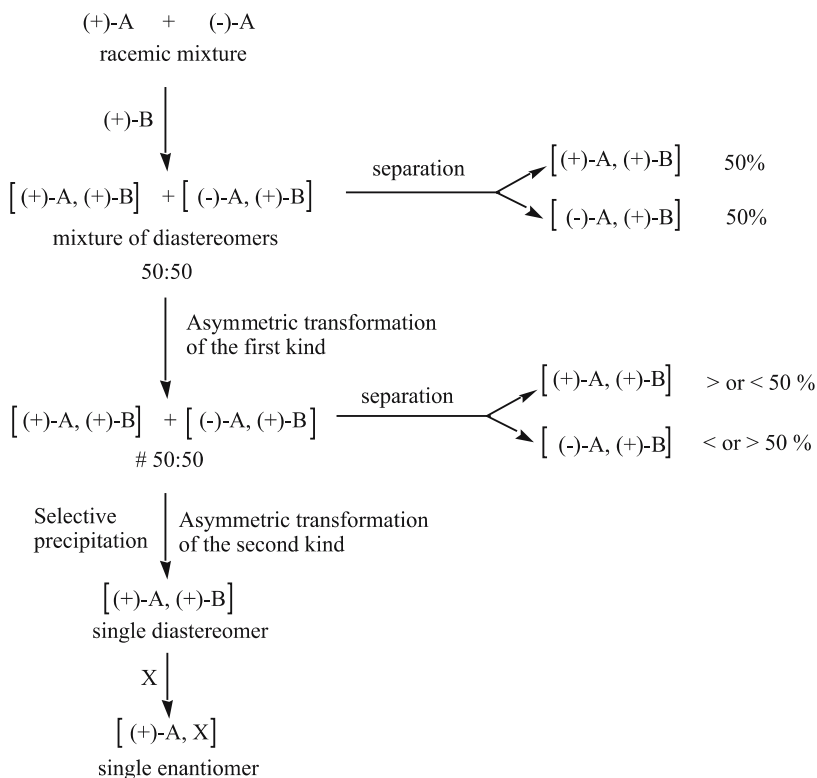 (+)-A + (-)-A
racemic mixture
(+)-B
[(+)-A, (+)-B] + [(-)-A, (+)-B]
mixture of diastereomers
50:50
separation
[(+)-A, (+)-B] 50%
[(-)-A, (+)-B] 50%
Asymmetric transformation
of the first kind
[(+)-A, (+)-B] + [(-)-A, (+)-B]
# 50:50
separation
[(+)-A, (+)-B] > or < 50 %
[(-)-A, (+)-B] < or > 50 %
Selective
precipitation
Asymmetric transformation
of the second kind
[(+)-A, (+)-B]
single diastereomer
X
[(+)-A, X]
single enantiomer